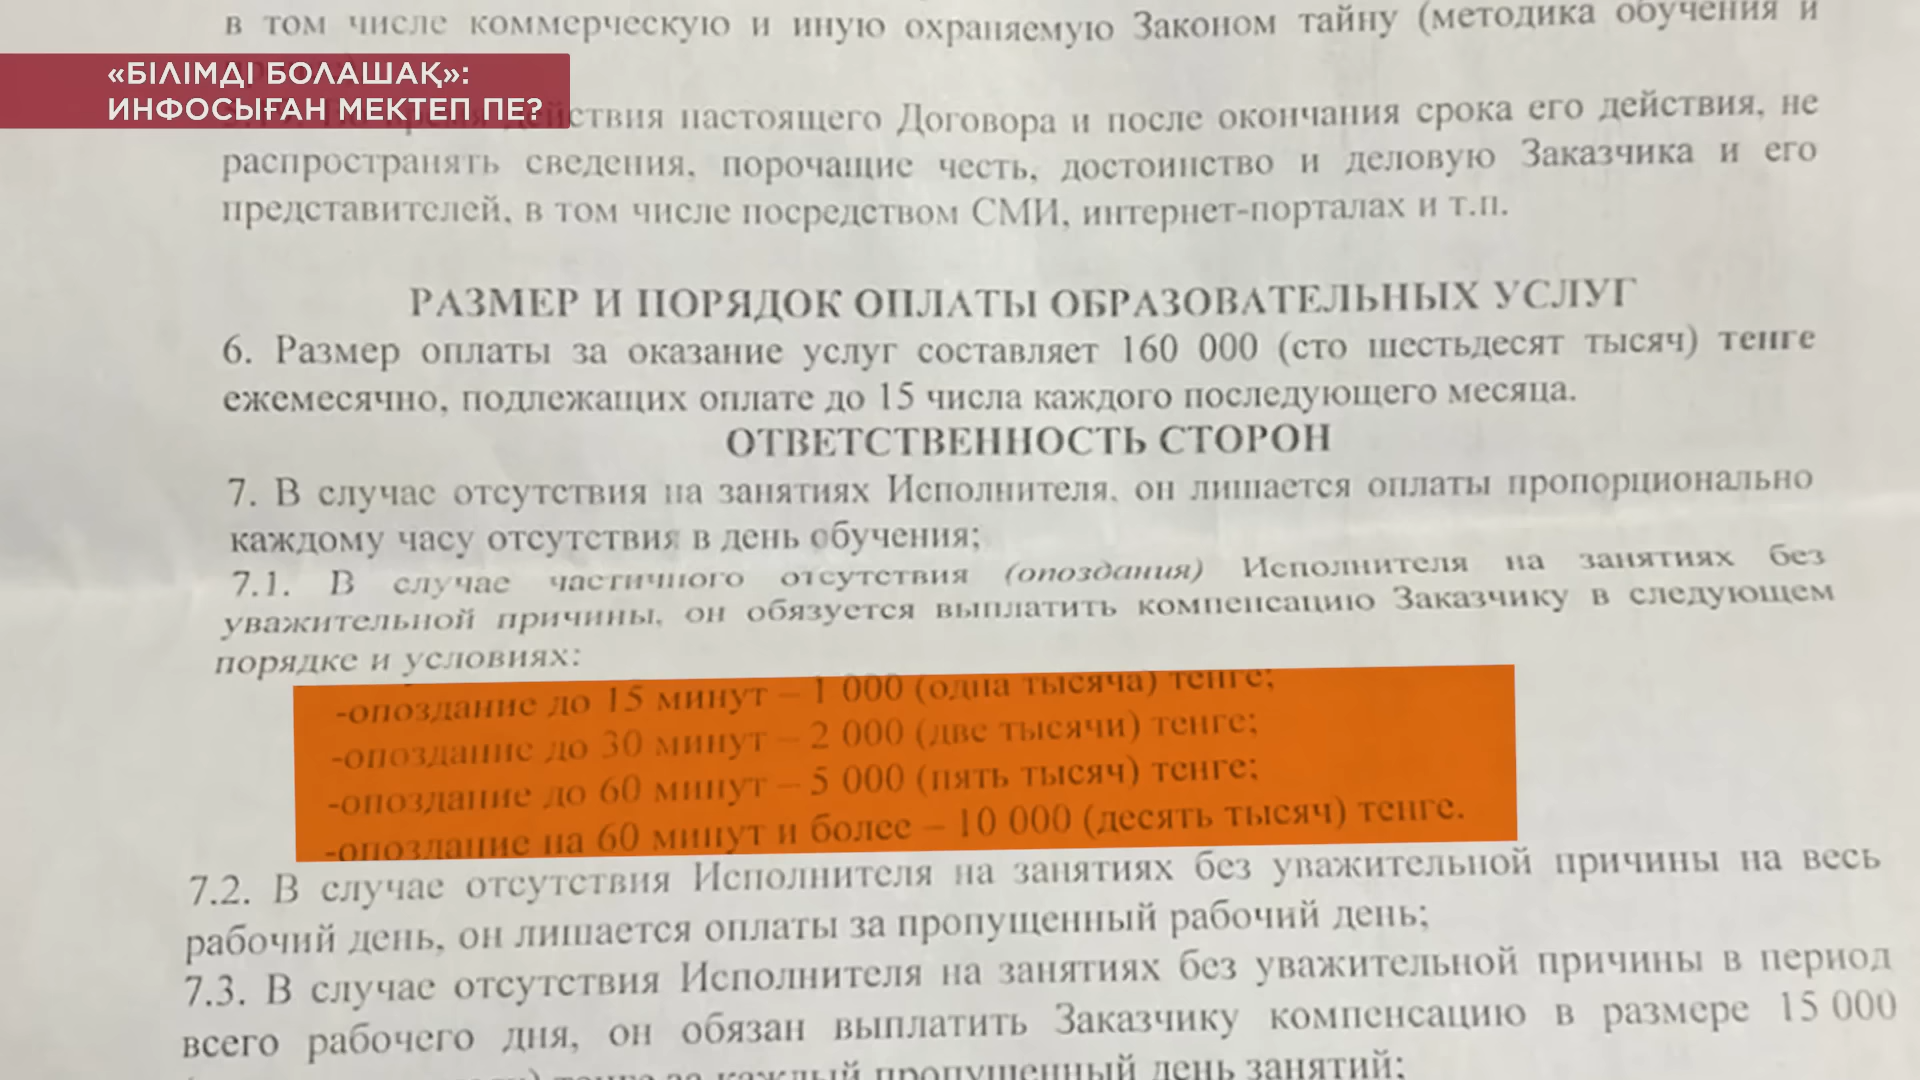 в том числе коммерческую и иную охраняемую Законом тайну (методика обучения и
«БІЛІМДІ БОЛАШАҚ»:
ИНФОСЫҒАН МЕКТЕП ПЕ?
действия настоящего Договора и после окончания срока его действия, не
распространять сведения, порочащие честь, достоинство и деловую Заказчика и его
представителей, в том числе посредством СМИ, интернет-порталах и т.п.
РАЗМЕР И ПОРЯДОК ОПЛАТЫ ОБРАЗОВАТЕЛЬНЫХ УСЛУГ
6. Размер оплаты за оказание услуг составляет 160 000 (сто шестьдесят тысяч) тенге
ежемесячно, подлежащих оплате до 15 числа каждого последующего месяца.
ОТВЕТСТВЕННОСТЬ СТОРОН
7. В случае отсутствия на занятиях Исполнителя, он лишается оплаты пропорционально
каждому часу отсутствия в день обучения;
7.1. В случае частичного отсутствия (опоздания) Исполнителя на занятиях без
уважительной причины, он обязуется выплатить компенсацию Заказчику в следующем
порядке и условиях:
-опоздание до 15 минут – 1 000 (одна тысяча) тенге;
-опоздание до 30 минут – 2 000 (две тысячи) тенге;
-опоздание до 60 минут – 5 000 (пять тысяч) тенге;
-опоздание на 60 минут и более – 10 000 (десять тысяч) тенге.
7.2. В случае отсутствия Исполнителя на занятиях без уважительной причины на весь
рабочий день, он лишается оплаты за пропущенный рабочий день;
7.3. В случае отсутствия Исполнителя на занятиях без уважительной причины в период
всего рабочего дня, он обязан выплатить Заказчику компенсацию в размере 15 000
тенге за каждый пропущенный день занятий;